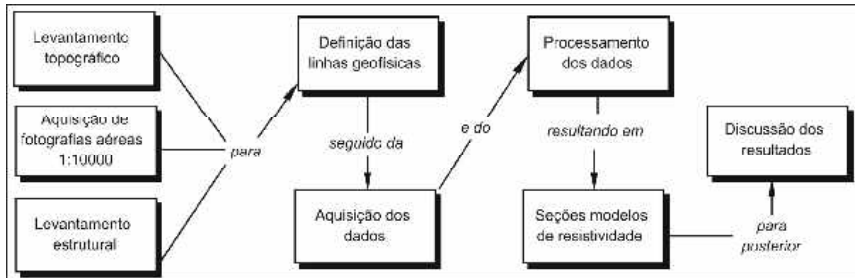 Levantamento
topográfico
Aquisição de
fotografias aéreas
1:10000
Levantamento
estrutural
para
Definição das
linhas geofísicas
seguido da
Aquisição dos
dados
e do
Processamento
dos dados
resultando em
Seções modelos
de resistividade
para
posterior
Discussão dos
resultados